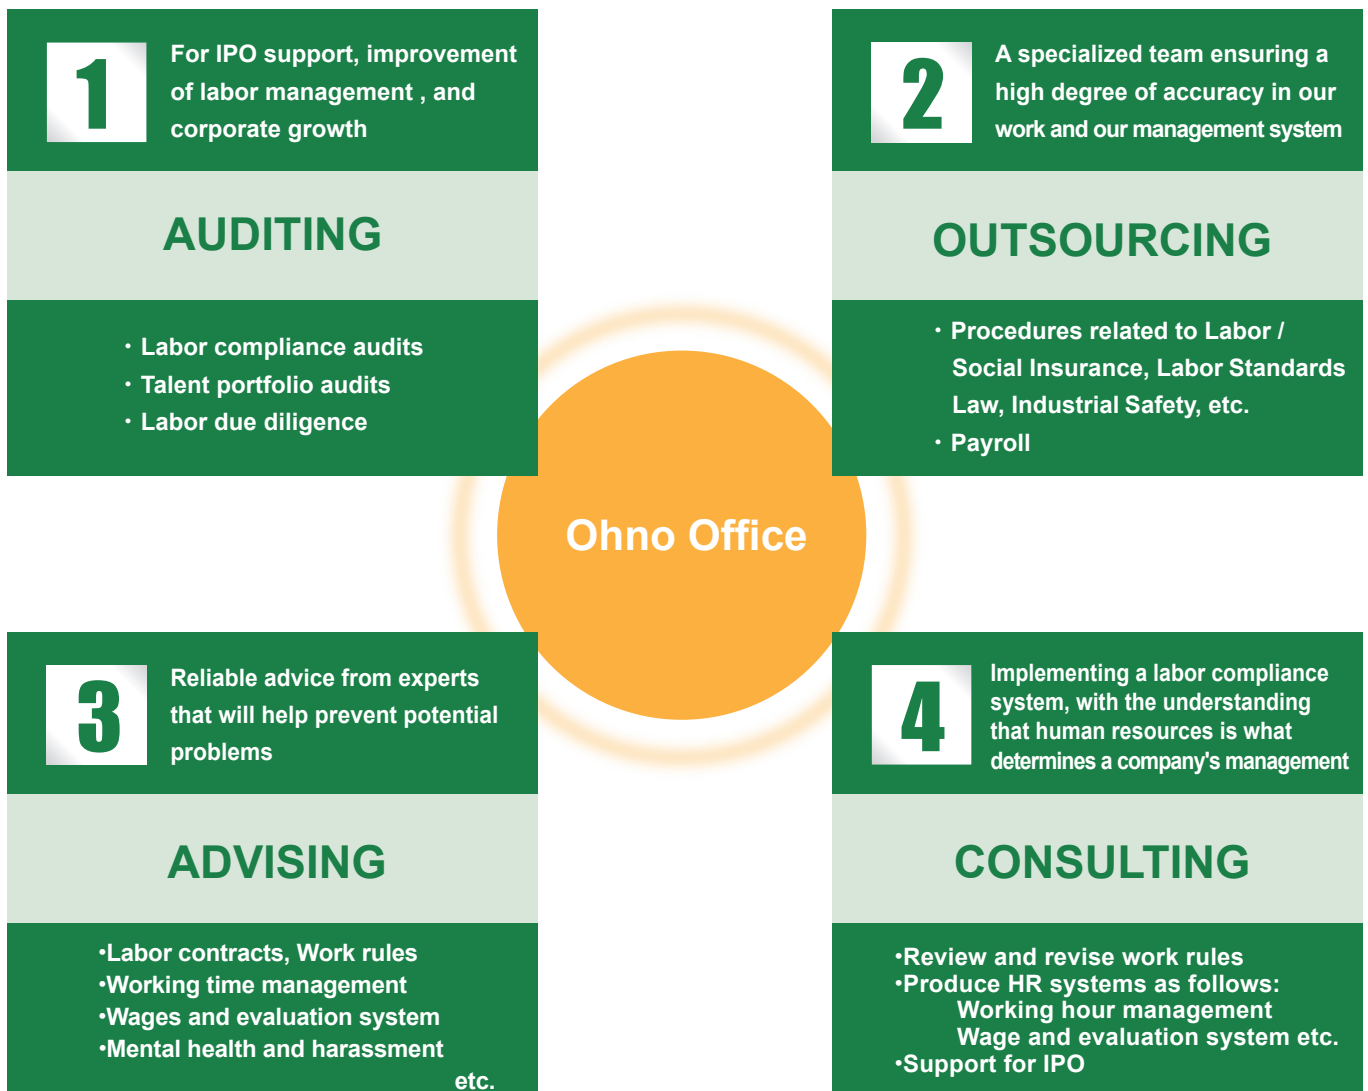 1
For IPO support, improvement
of labor management , and
corporate growth
AUDITING
・Labor compliance audits
・Talent portfolio audits
・Labor due diligence
2
A specialized team ensuring a
high degree of accuracy in our
work and our management system
OUTSOURCING
・Procedures related to Labor /
Social Insurance, Labor Standards
Law, Industrial Safety, etc.
・Payroll
Ohno Office
3
Reliable advice from experts
that will help prevent potential
problems
ADVISING
・Labor contracts, Work rules
・Working time management
・Wages and evaluation system
・Mental health and harassment
etc.
4
Implementing a labor compliance
system, with the understanding
that human resources is what
determines a company's management
CONSULTING
・Review and revise work rules
・Produce HR systems as follows:
Working hour management
Wage and evaluation system etc.
・Support for IPO